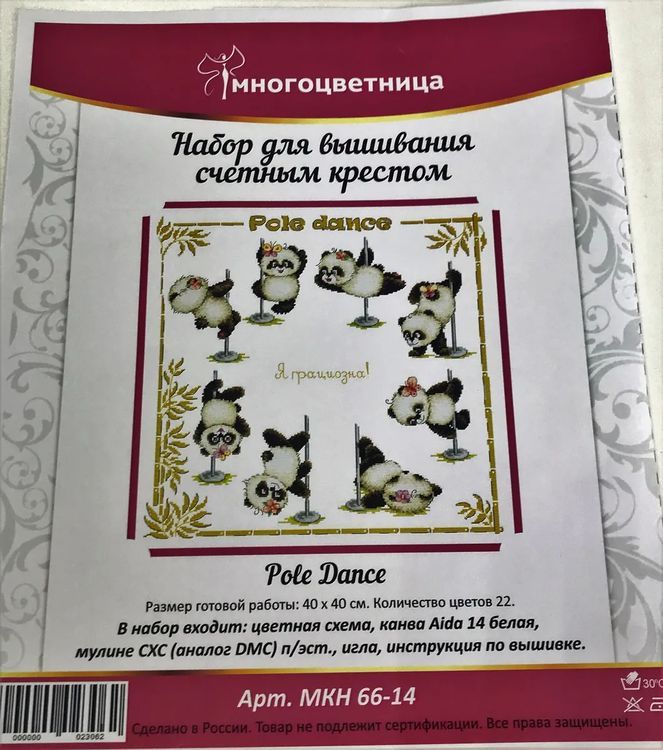 многоцветница
Набор для вышивания
счетным крестом
Pole dance
Я грациозна!
Pole Dance
Размер готовой работы: 40 х 40 см. Количество цветов 22.
В набор входит: цветная схема, канва Aida 14 белая,
мулине СХС (аналог DMC) п/эст., игла, инструкция по вышивке.
Арт. МКН 66-14
30°C
000000 023062
Сделано в России. Товар не подлежит сертификации. Все права защищены.